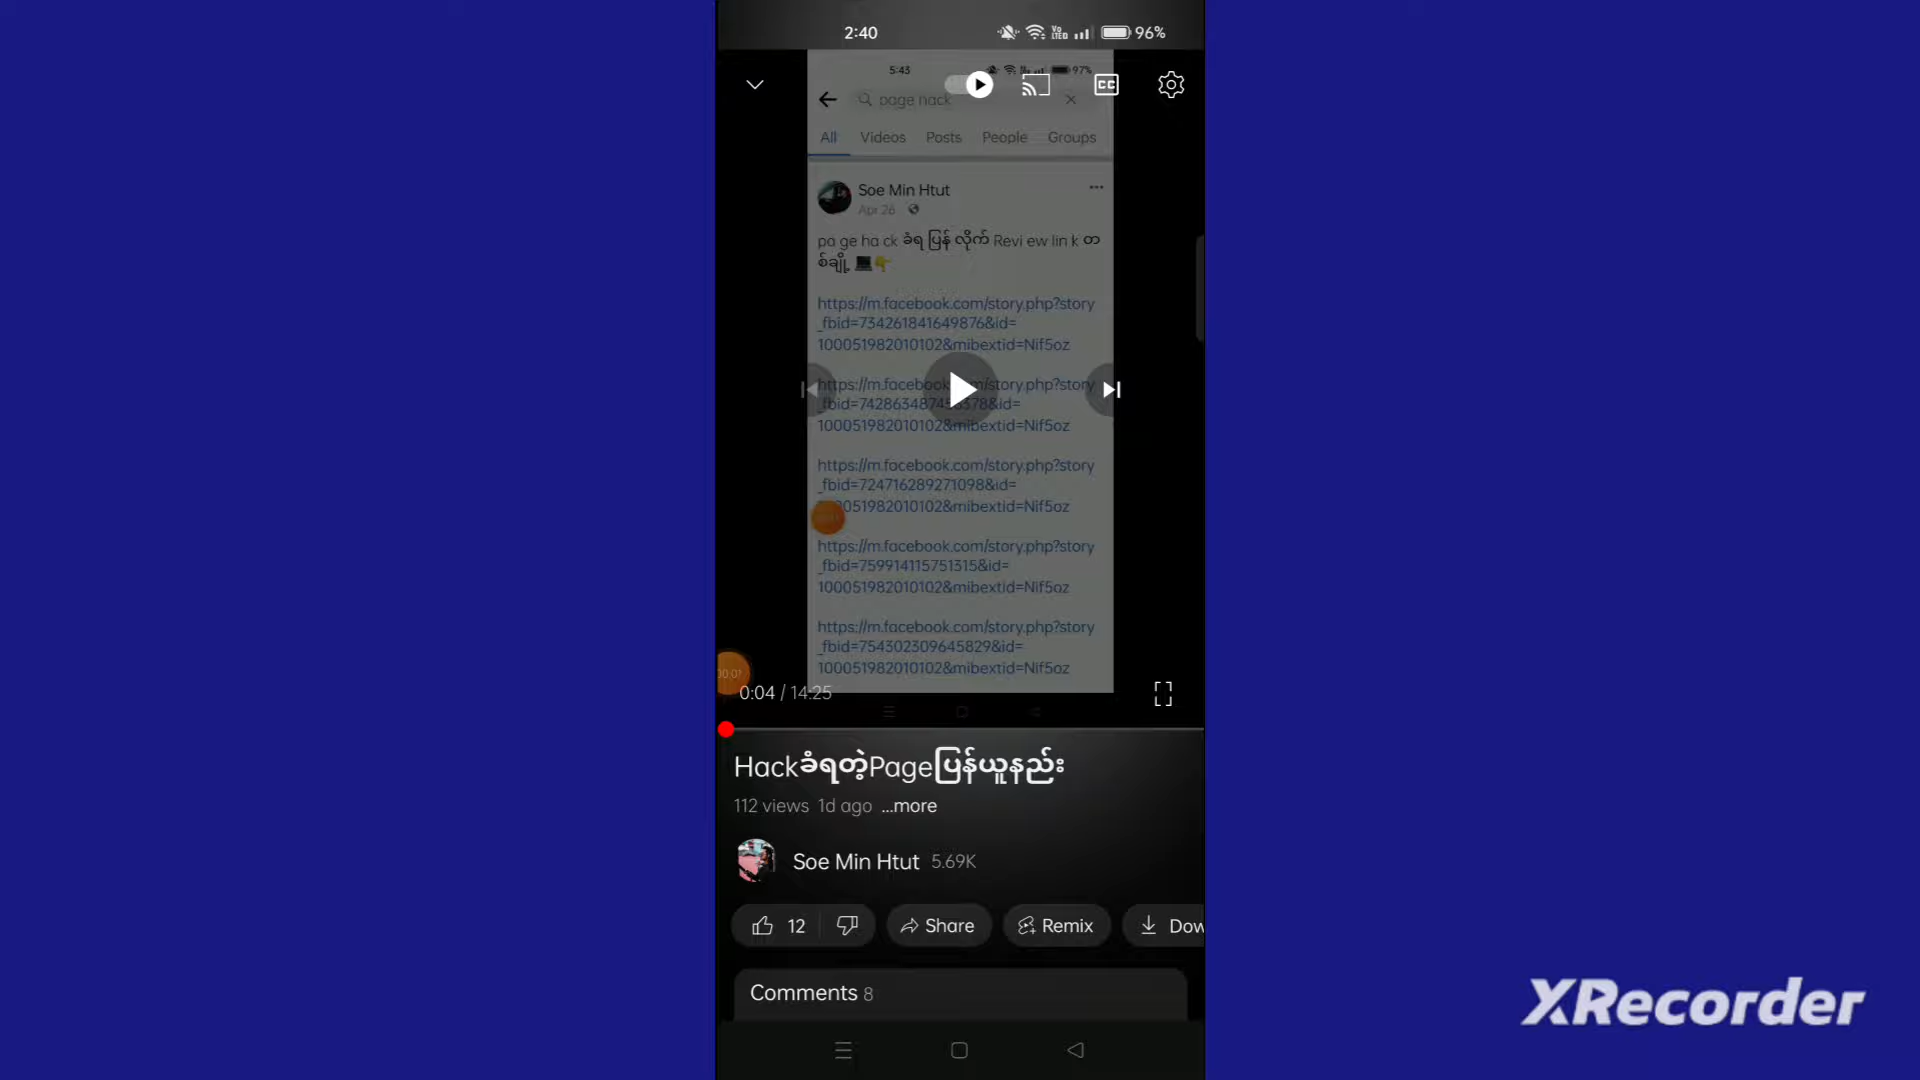 2:40
Vo
LTE
96%
5:43
97%
page hack
CC
All Videos Posts People Groups
Soe Min Htut
Apr 26
pa ge ha ck ခံရ ပြန် လိုက် Revi ew lin k တ
စ်ချို့ 💻👇
https://m.facebook.com/story.php?story
_fbid=734261841649876&id=
100051982010102&mibextid=Nif5oz
https://m.facebook.com/story.php?story
100051982010102&mibextid=Nif5oz
https://m.facebook.com/story.php?story
_fbid=724716289271098&id=
051982010102&mibextid=Nif5oz
https://m.facebook.com/story.php?story
_fbid=759914115751315&id=
100051982010102&mibextid=Nif5oz
https://m.facebook.com/story.php?story
_fbid=754302309645829&id=
100051982010102&mibextid=Nif5oz
0:04 / 14:25
Hackခံရတဲ့Pageပြန်ယူနည်း
112 views 1d ago ...more
Soe Min Htut 5.69K
12 Share Remix Dow
Comments 8
XRecorder